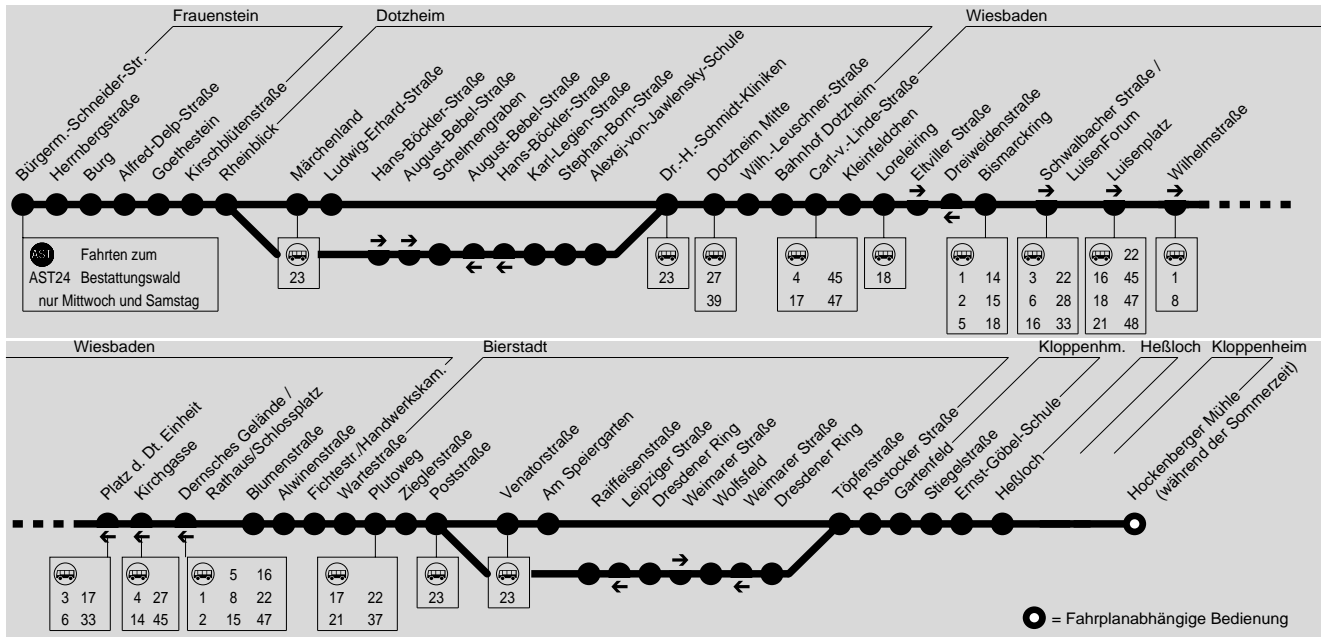 Frauenstein
Dotzheim
Wiesbaden
Bürgerm.-Schneider-Str.
Herrnbergstraße
Burg
Alfred-Delp-Straße
Goethestein
Kirschblütenstraße
Rheinblick
Märchenland
Ludwig-Erhard-Straße
Hans-Böckler-Straße
August-Bebel-Straße
Schelmengraben
August-Bebel-Straße
Hans-Böckler-Straße
Karl-Legien-Straße
Stephan-Born-Straße
Alexej-von-Jawlensky-Schule
Dr.-H.-Schmidt-Kliniken
Dotzheim Mitte
Wilh.-Leuschner-Straße
Bahnhof Dotzheim
Carl-v.-Linde-Straße
Kleinfeldchen
Loreleiring
Eltviller Straße
Dreiweidenstraße
Bismarckring
Schwalbacher Straße /
LuisenForum
Luisenplatz
Wilhelmstraße
AST Fahrten zum
AST24 Bestattungswald
nur Mittwoch und Samstag
23
23
27
39
4 45
17 47
18
1 14
2 15
5 18
3 22
6 28
16 33
22
16 45
18 47
21 48
1
8
Wiesbaden
Bierstadt
Kloppenhm.
Heßloch
Kloppenheim
Platz d. Dt. Einheit
Kirchgasse
Dernsches Gelände /
Rathaus/Schlossplatz
Blumenstraße
Alwinenstraße
Fichtestr./Handwerkskam.
Wartestraße
Plutoweg
Zieglerstraße
Poststraße
Venatorstraße
Am Speiergarten
Raiffeisenstraße
Leipziger Straße
Dresdener Ring
Weimarer Straße
Wolfsfeld
Weimarer Straße
Dresdener Ring
Töpferstraße
Rostocker Straße
Gartenfeld
Stiegelstraße
Ernst-Göbel-Schule
Heßloch
Hockenberger Mühle
(während der Sommerzeit)
3 17
6 33
4 27
14 45
5 16
1 8 22
2 15 47
17 22
21 37
23
23
= Fahrplanabhängige Bedienung